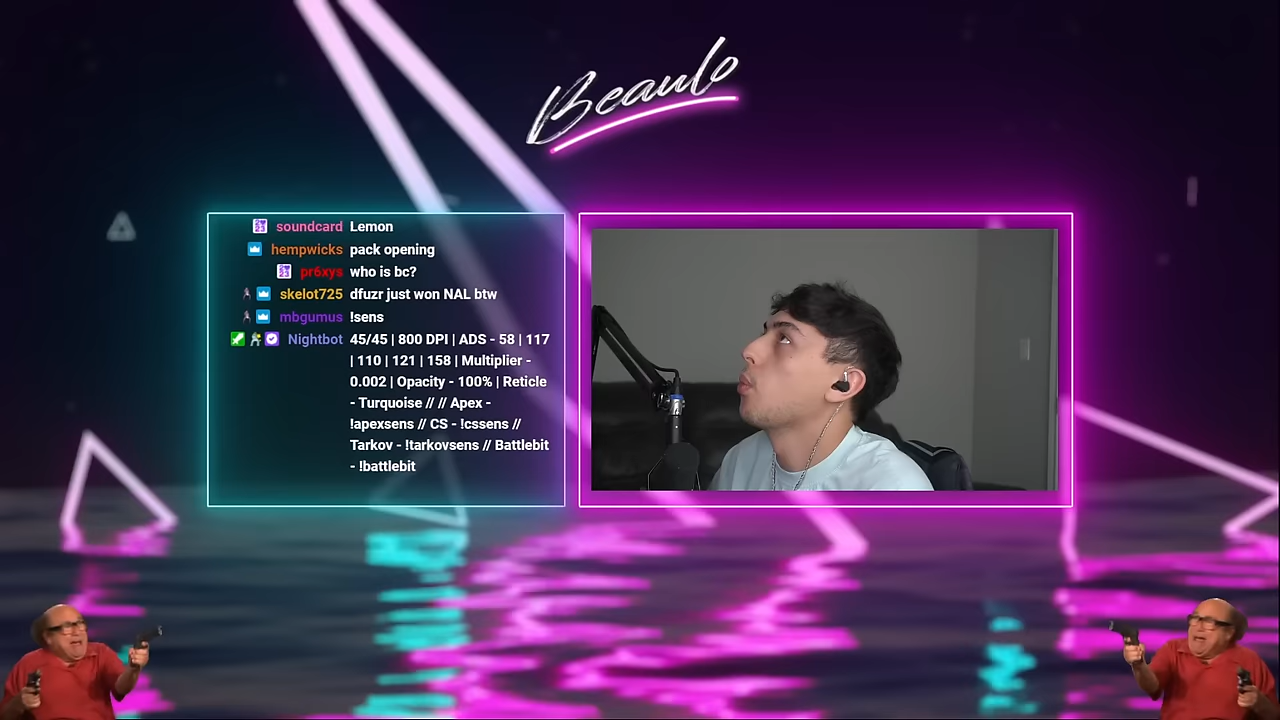 Beaulo
soundcard Lemon
hempwicks pack opening
pr6xys who is bc?
skelot725 dfuzr just won NAL btw
mbgumus !sens
Nightbot 45/45 | 800 DPI | ADS - 58 | 117
| 110 | 121 | 158 | Multiplier -
0.002 | Opacity - 100% | Reticle
- Turquoise // // Apex -
!apexsens // CS - !cssens //
Tarkov - !tarkovsens // Battlebit
- !battlebit